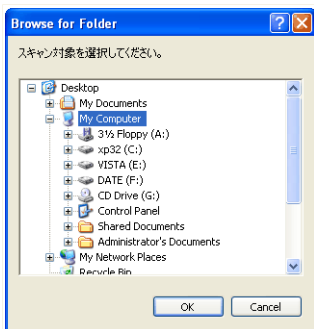 Browse for Folder
スキャン対象を選択してください。
Desktop
My Documents
My Computer
3½ Floppy (A:)
xp32 (C:)
VISTA (E:)
DATE (F:)
CD Drive (G:)
Control Panel
Shared Documents
Administrator's Documents
My Network Places
Recycle Bin
OK Cancel